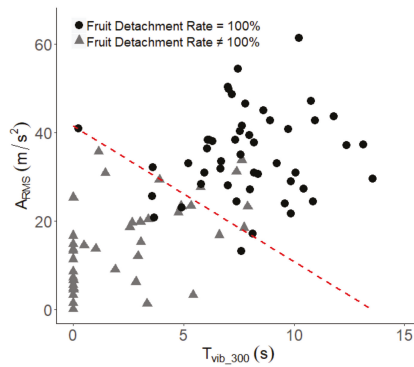 Fruit Detachment Rate = 100%
Fruit Detachment Rate ≠ 100%
60
40
20
0
A_RMS (m/s²)
0
5
10
15
T_vib_300 (s)